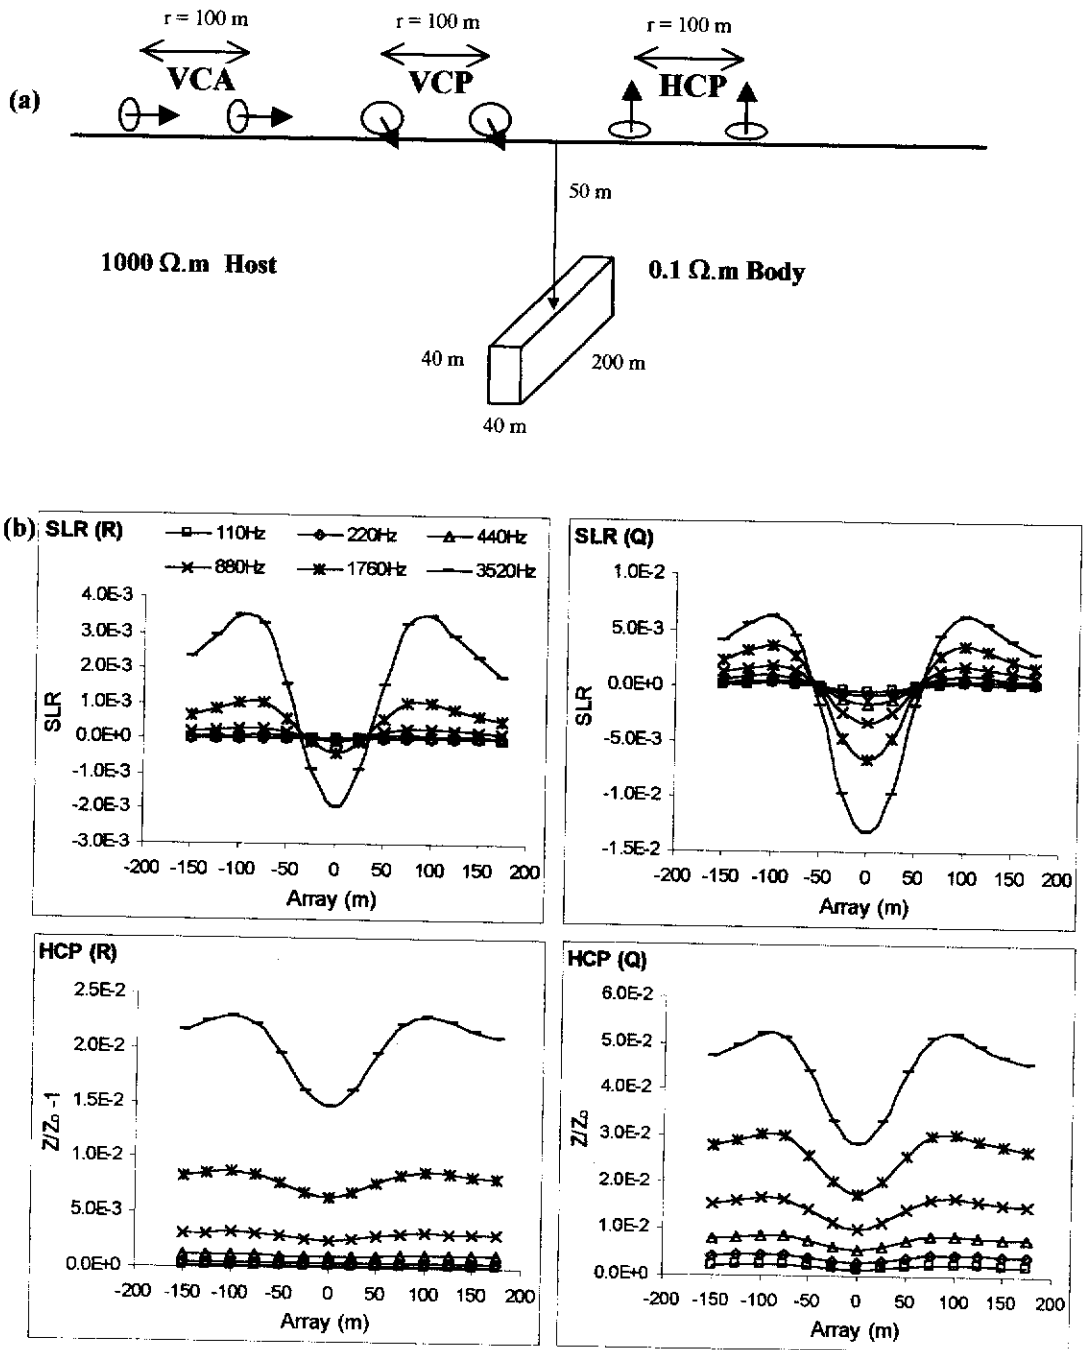 r = 100 m
r = 100 m
r = 100 m
VCA
VCP
HCP
(a)
50 m
1000 Ω.m Host
0.1 Ω.m Body
40 m
200 m
40 m
(b)
SLR (R)
110Hz
220Hz
440Hz
880Hz
1760Hz
3520Hz
4.0E-3
3.0E-3
2.0E-3
1.0E-3
0.0E+0
-1.0E-3
-2.0E-3
-3.0E-3
SLR
-200 -150 -100 -50 0 50 100 150 200
Array (m)
SLR (Q)
1.0E-2
5.0E-3
0.0E+0
-5.0E-3
-1.0E-2
-1.5E-2
SLR
-200 -150 -100 -50 0 50 100 150 200
Array (m)
HCP (R)
2.5E-2
2.0E-2
1.5E-2
1.0E-2
5.0E-3
0.0E+0
Z/Z₀ -1
-200 -150 -100 -50 0 50 100 150 200
Array (m)
HCP (Q)
6.0E-2
5.0E-2
4.0E-2
3.0E-2
2.0E-2
1.0E-2
0.0E+0
Z/Z₀
-200 -150 -100 -50 0 50 100 150 200
Array (m)